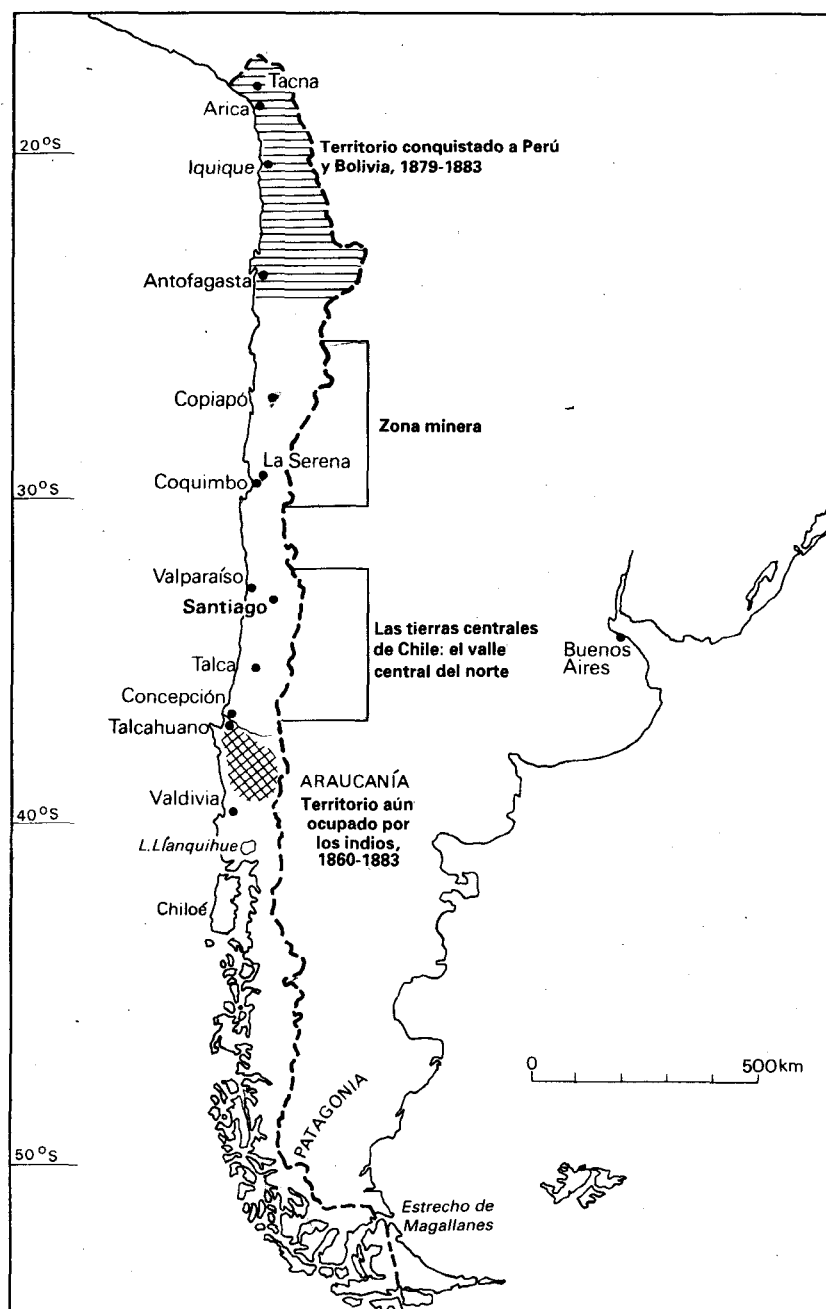 Tacna
Arica
20°S
Territorio conquistado a Perú
y Bolivia, 1879-1883
Iquique
Antofagasta
Copiapó
Zona minera
La Serena
Coquimbo
30°S
Valparaíso
Santiago
Las tierras centrales
de Chile: el valle
central del norte
Buenos
Aires
Talca
Concepción
Talcahuano
ARAUCANÍA
Territorio aún
ocupado por
los indios,
1860-1883
Valdivia
40°S
L.Llanquihue
Chiloé
0
500km
PATAGONIA
50°S
Estrecho de
Magallanes